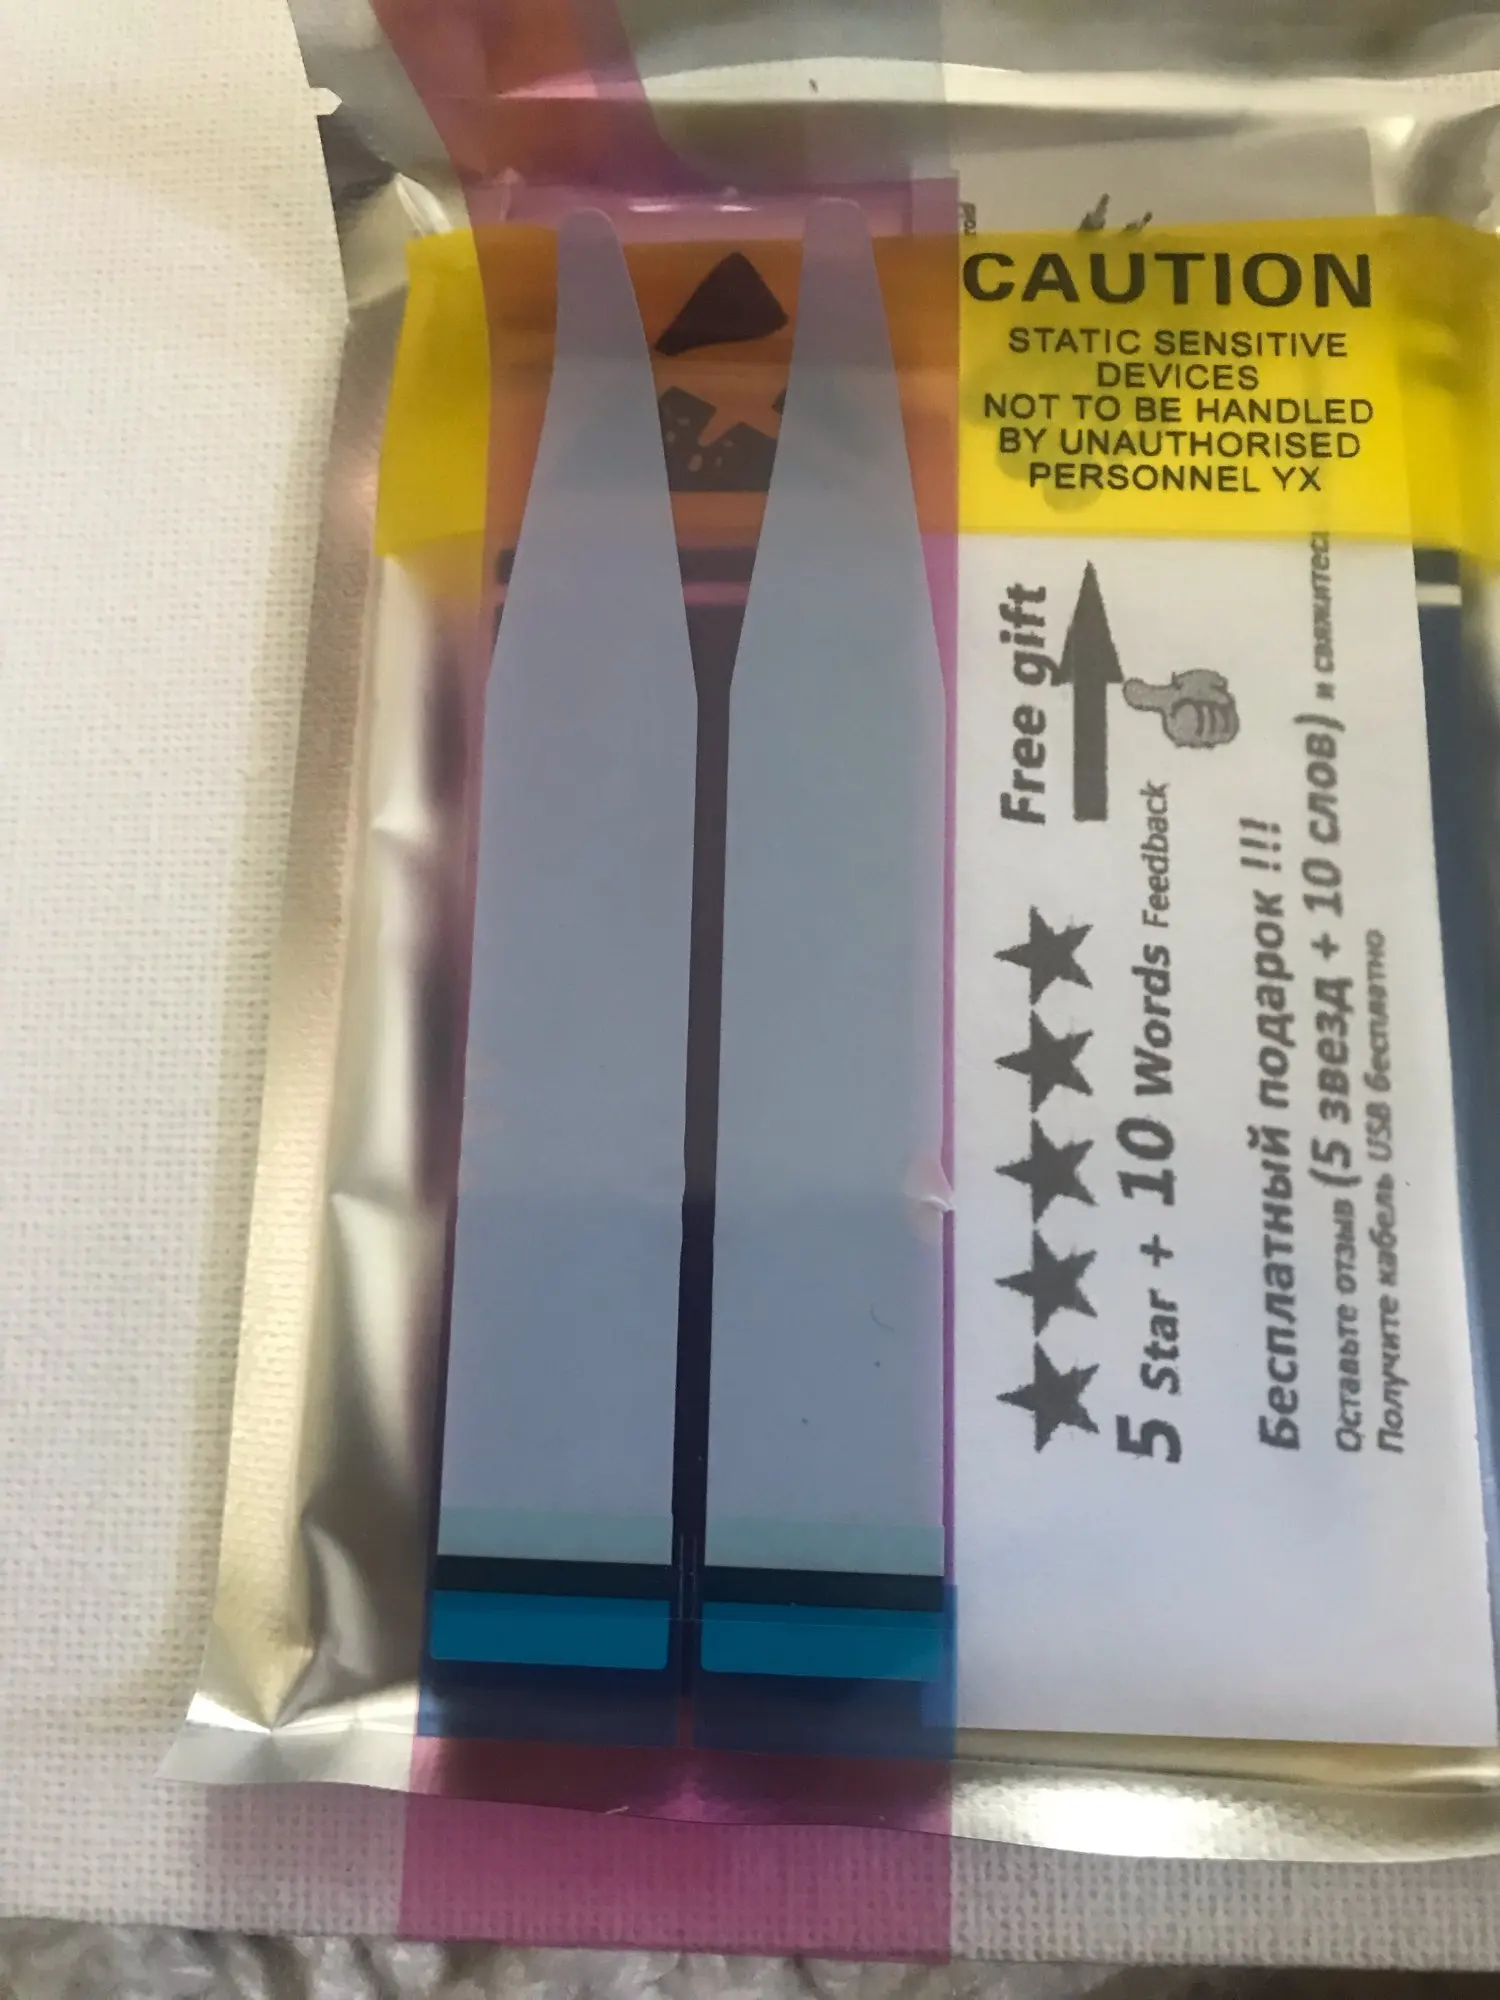 CAUTION
STATIC SENSITIVE
DEVICES
NOT TO BE HANDLED
BY UNAUTHORISED
PERSONNEL YX
Free gift
5 Star + 10 Words Feedback
Бесплатный подарок !!!
Оставьте отзыв (5 звезд + 10 слов) и свяжитесь
Получите кабель USB бесплатно